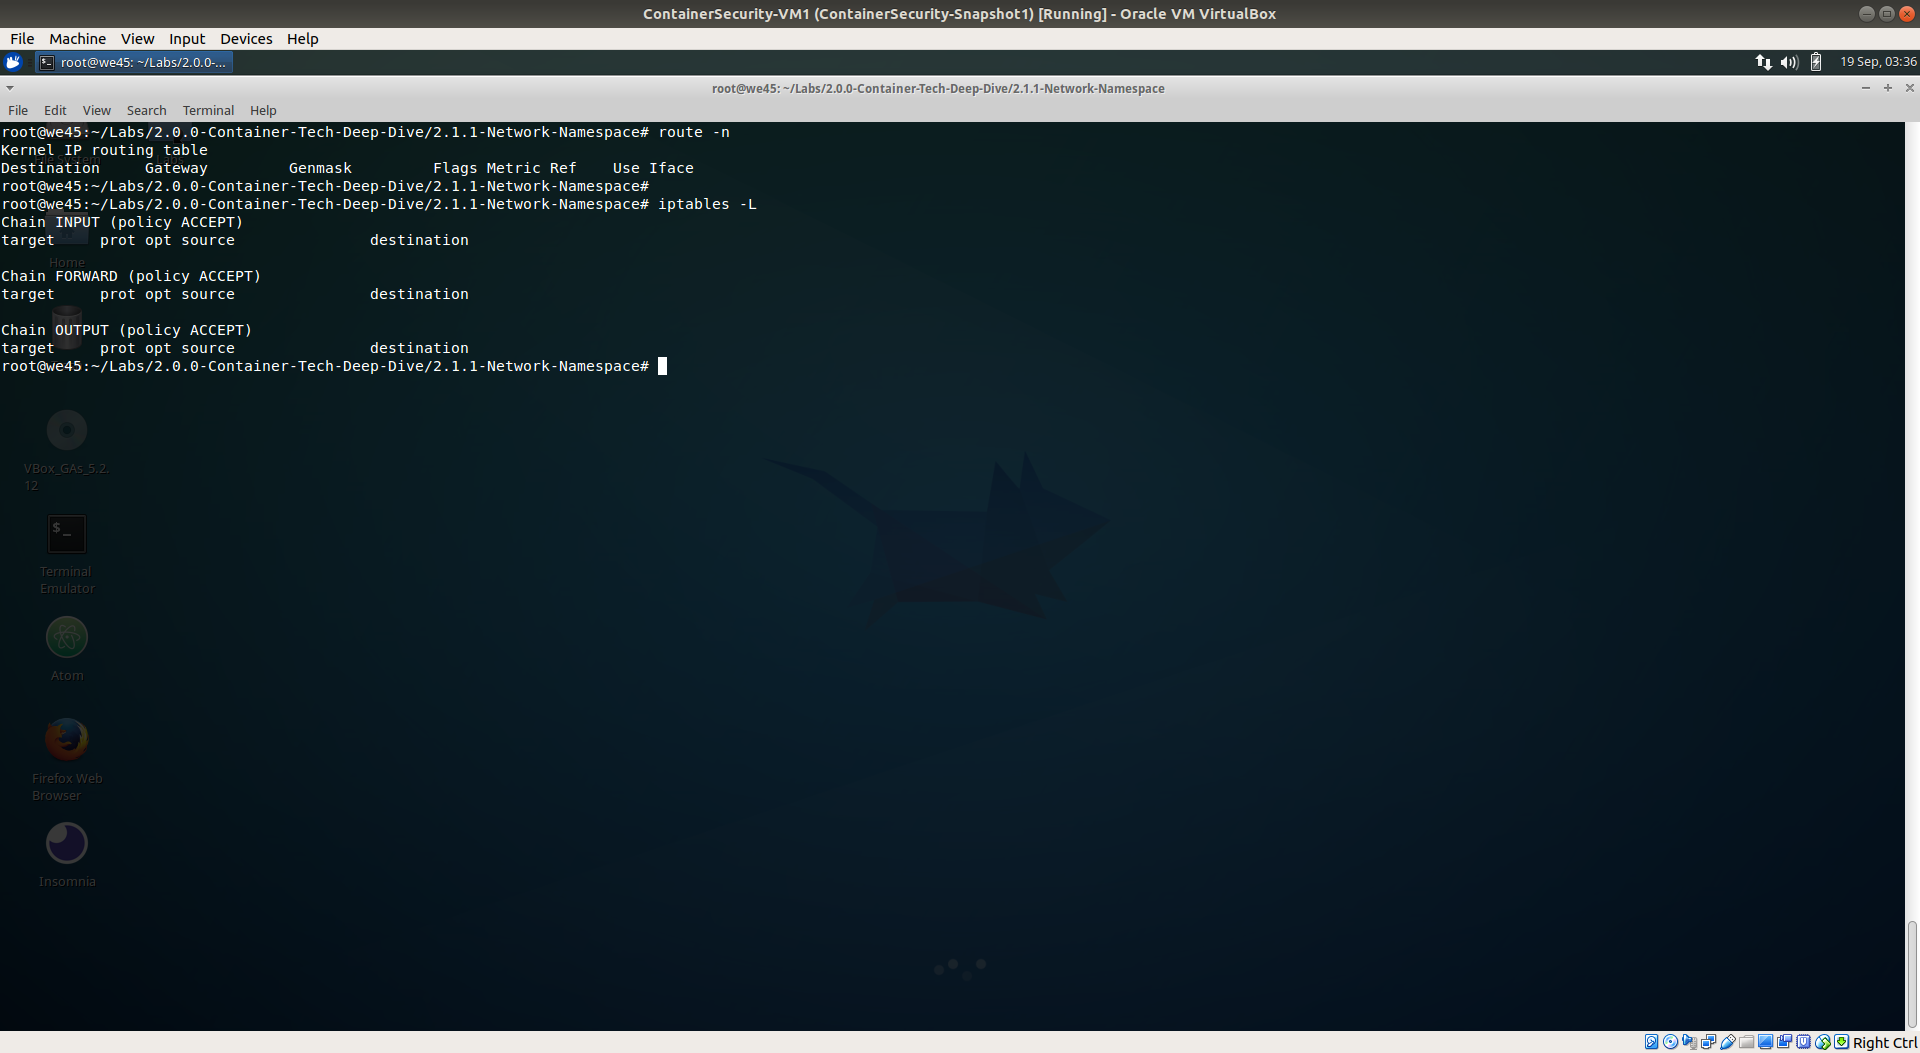 ContainerSecurity-VM1 (ContainerSecurity-Snapshot1) [Running] - Oracle VM VirtualBox
File Machine View Input Devices Help
root@we45: ~/Labs/2.0.0-... 19 Sep, 03:36
root@we45: ~/Labs/2.0.0-Container-Tech-Deep-Dive/2.1.1-Network-Namespace
File Edit View Search Terminal Help
root@we45:~/Labs/2.0.0-Container-Tech-Deep-Dive/2.1.1-Network-Namespace# route -n
Kernel IP routing table
Destination     Gateway         Genmask         Flags Metric Ref    Use Iface
root@we45:~/Labs/2.0.0-Container-Tech-Deep-Dive/2.1.1-Network-Namespace#
root@we45:~/Labs/2.0.0-Container-Tech-Deep-Dive/2.1.1-Network-Namespace# iptables -L
Chain INPUT (policy ACCEPT)
target     prot opt source               destination
Home
Chain FORWARD (policy ACCEPT)
target     prot opt source               destination
Chain OUTPUT (policy ACCEPT)
target     prot opt source               destination
root@we45:~/Labs/2.0.0-Container-Tech-Deep-Dive/2.1.1-Network-Namespace#
VBox_GAs_5.2.
12
Terminal
Emulator
Atom
Firefox Web
Browser
Insomnia
Right Ctrl